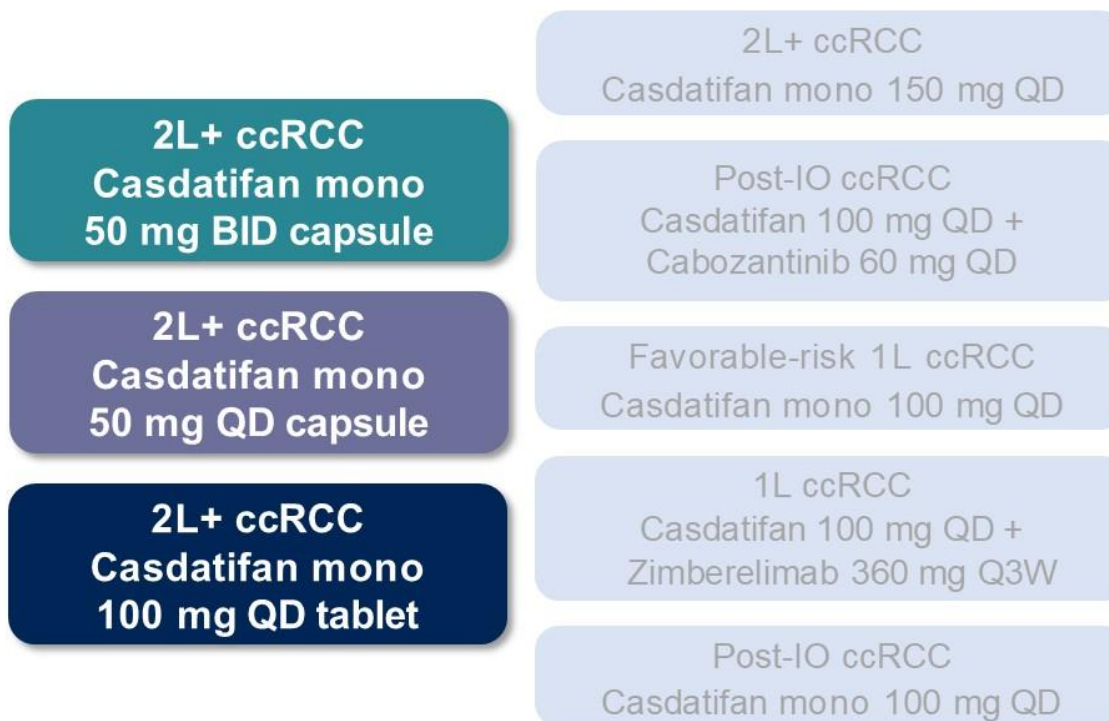 2L+ ccRCC
Casdatifan mono
50 mg BID capsule
2L+ ccRCC
Casdatifan mono
50 mg QD capsule
2L+ ccRCC
Casdatifan mono
100 mg QD tablet
2L+ ccRCC
Casdatifan mono 150 mg QD
Post-IO ccRCC
Casdatifan 100 mg QD +
Cabozantinib 60 mg QD
Favorable-risk 1L ccRCC
Casdatifan mono 100 mg QD
1L ccRCC
Casdatifan 100 mg QD +
Zimberelimab 360 mg Q3W
Post-IO ccRCC
Casdatifan mono 100 mg QD